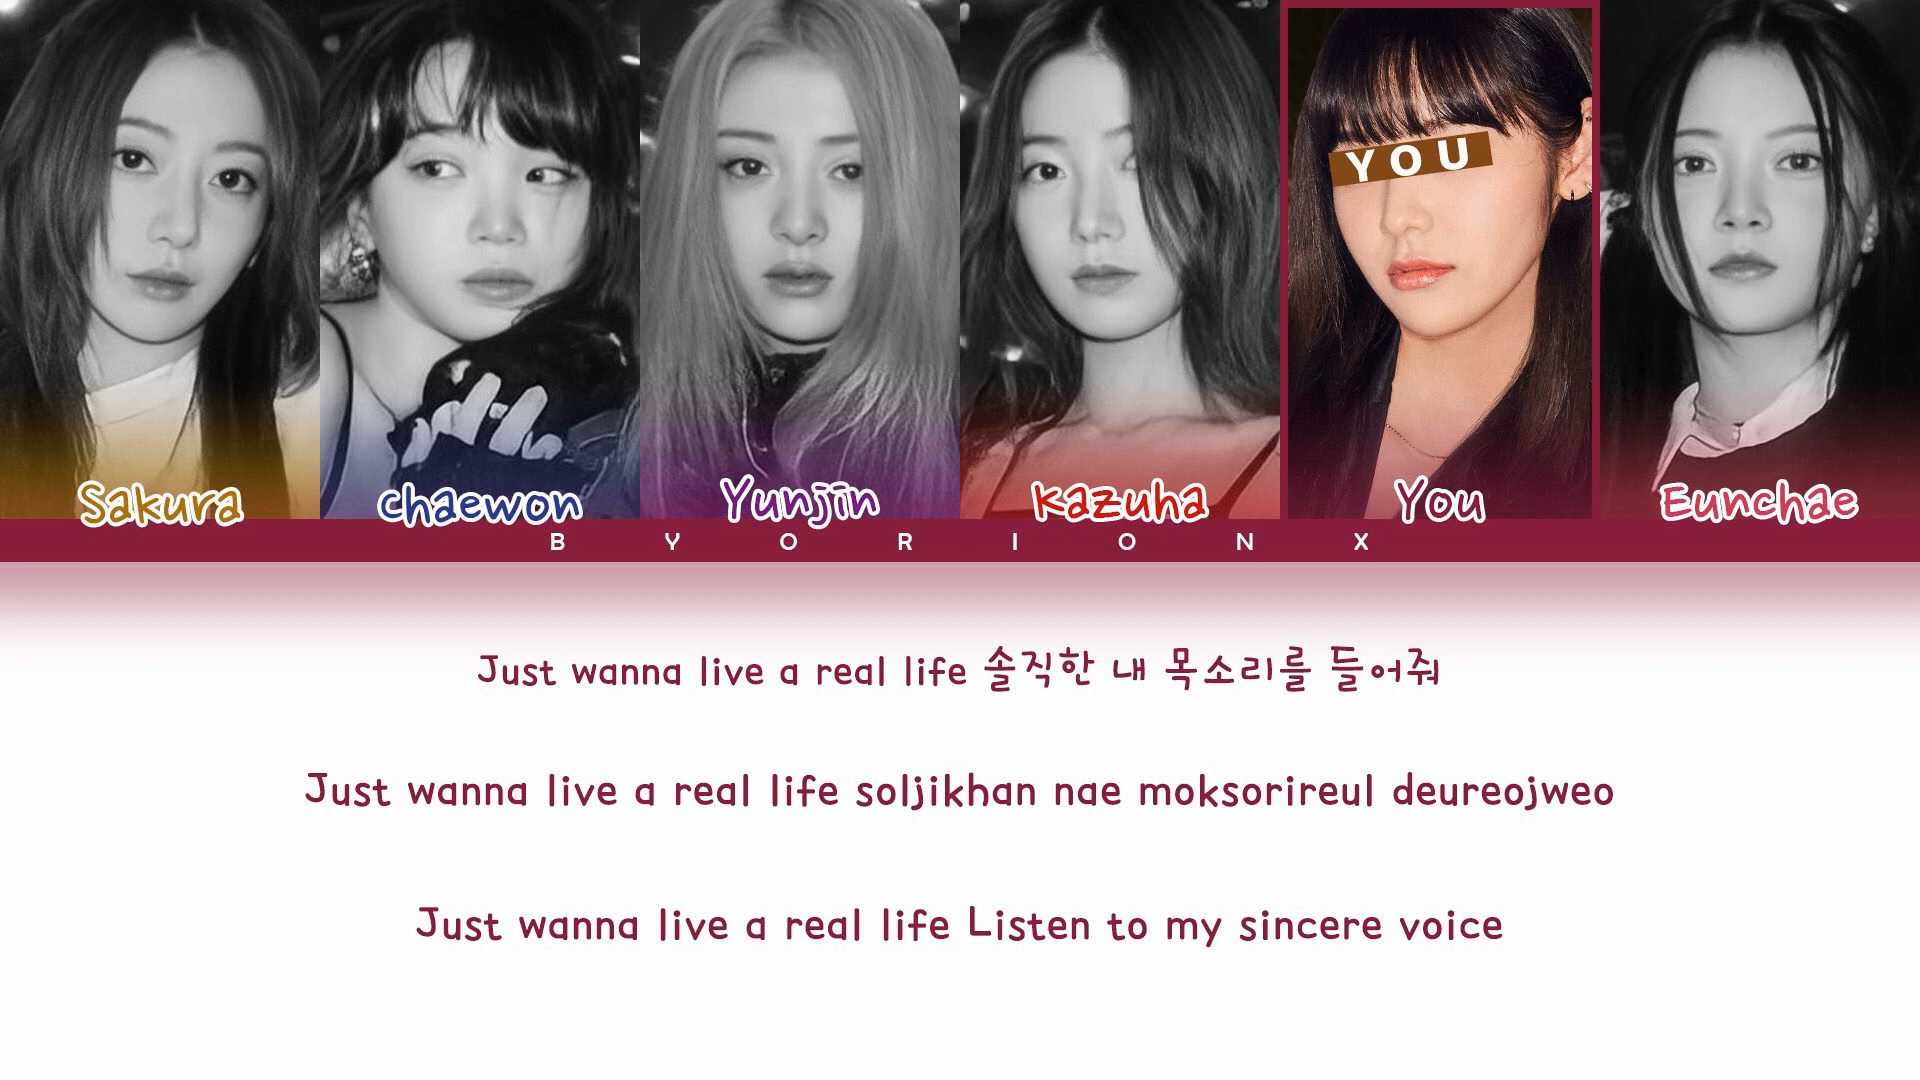 YOU
Sakura chaewon Yunjin kazuha You Eunchae
BYORIONX
Just wanna live a real life 솔직한 내 목소리를 들어줘
Just wanna live a real life soljikhan nae moksorireul deureojweo
Just wanna live a real life Listen to my sincere voice